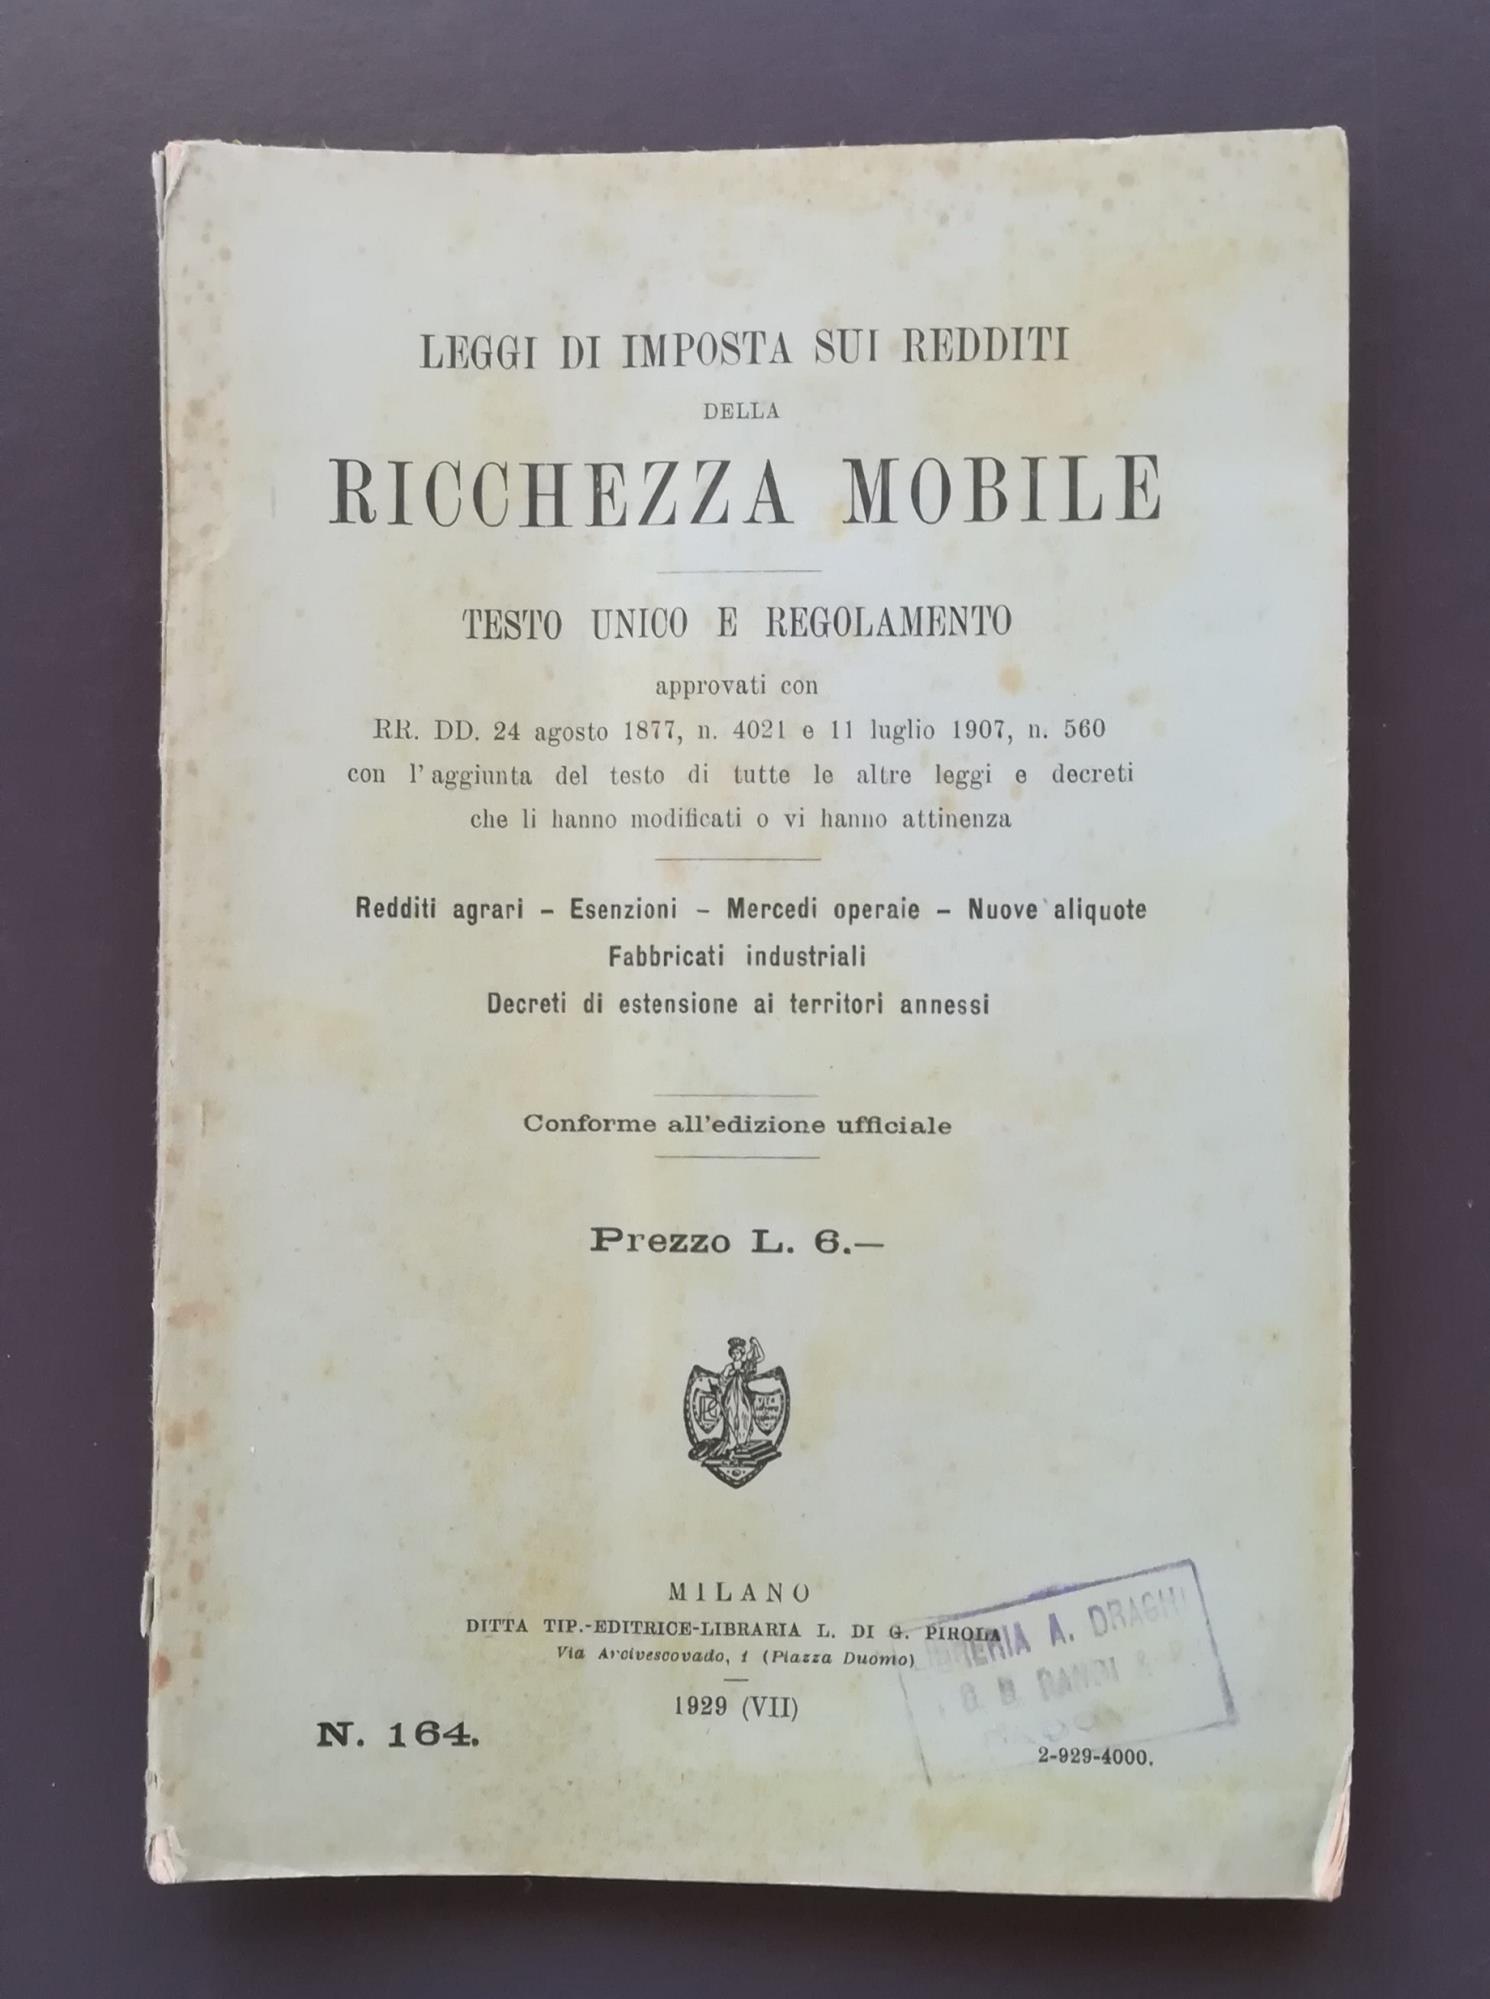 LEGGI DI IMPOSTA SUI REDDITI
DELLA
RICCHEZZA MOBILE
TESTO UNICO E REGOLAMENTO
approvati con
RR. DD. 24 agosto 1877, n. 4021 e 11 luglio 1907, n. 560
con l'aggiunta del testo di tutte le altre leggi e decreti
che li hanno modificati o vi hanno attinenza
Redditi agrari - Esenzioni - Mercedi operaie - Nuove aliquote
Fabbricati industriali
Decreti di estensione ai territori annessi
Conforme all'edizione ufficiale
Prezzo L. 6.—
MILANO
DITTA TIP.-EDITRICE-LIBRARIA L. DI G. PIROLA
Via Arcivescovado, 1 (Piazza Duomo)
1929 (VII)
N. 164.
2-929-4000.
LIBRERIA A. DRAGHI
RANDI